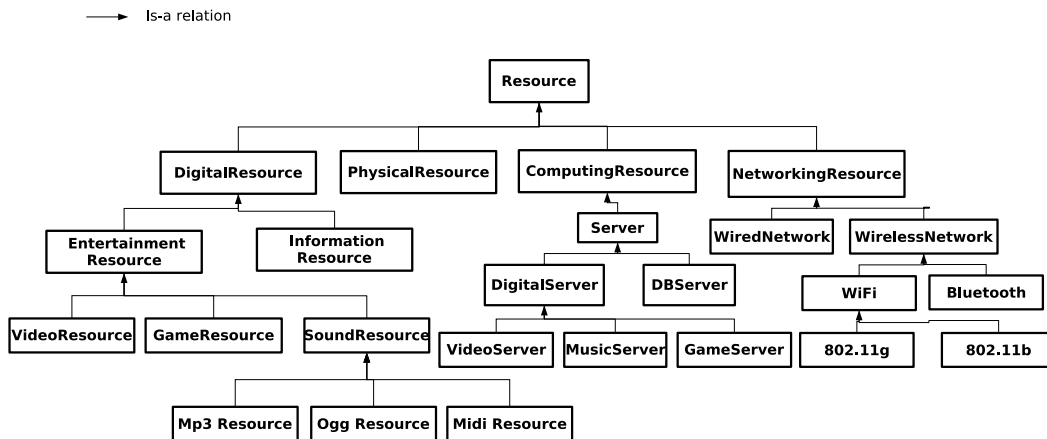 Is-a relation
Resource
DigitalResource
PhysicalResource
ComputingResource
NetworkingResource
Entertainment
Resource
Information
Resource
Server
WiredNetwork
WirelessNetwork
DigitalServer
DBServer
WiFi
Bluetooth
VideoResource
GameResource
SoundResource
VideoServer
MusicServer
GameServer
802.11g
802.11b
Mp3 Resource
Ogg Resource
Midi Resource